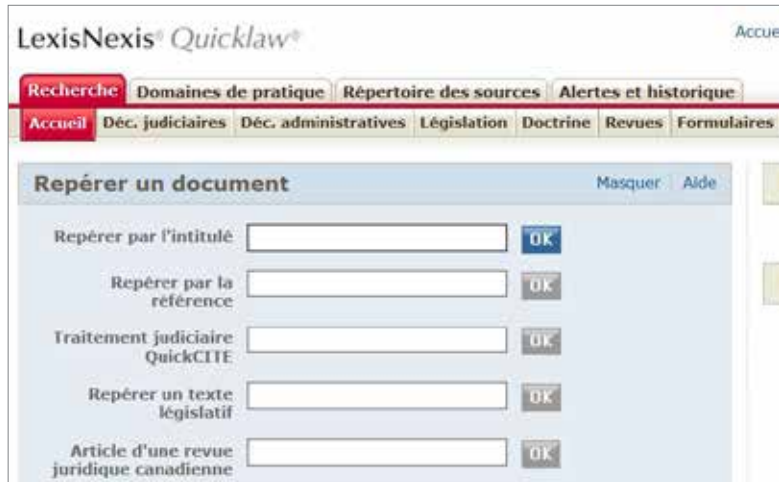 LexisNexis® Quicklaw®
Accue
Recherche Domaines de pratique Répertoire des sources Alertes et historique
Accueil Déc. judiciaires Déc. administratives Législation Doctrine Revues Formulaires
Repérer un document Masquer Aide
Repérer par l'intitulé OK
Repérer par la
référence OK
Traitement judiciaire
QuickCITE OK
Repérer un texte
législatif OK
Article d'une revue
juridique canadienne OK